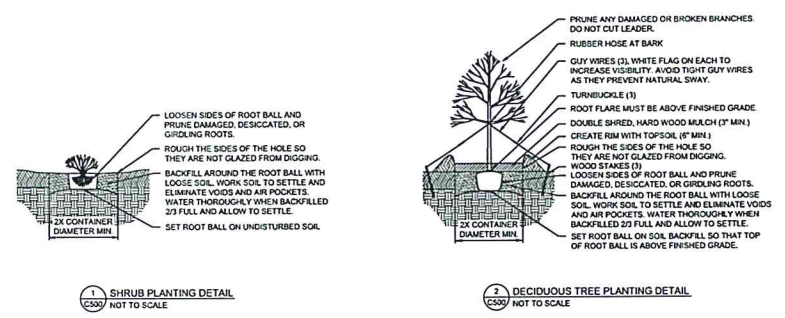 LOOSEN SIDES OF ROOT BALL AND
PRUNE DAMAGED, DESICCATED, OR
GIRDLING ROOTS.
ROUGH THE SIDES OF THE HOLE SO
THEY ARE NOT GLAZED FROM DIGGING.
BACKFILL AROUND THE ROOT BALL WITH
LOOSE SOIL. WORK SOIL TO SETTLE AND
ELIMINATE VOIDS AND AIR POCKETS.
WATER THOROUGHLY WHEN BACKFILLED
2/3 FULL AND ALLOW TO SETTLE.
SET ROOT BALL ON UNDISTURBED SOIL
2X CONTAINER
DIAMETER MIN.
1 SHRUB PLANTING DETAIL
C500 NOT TO SCALE
PRUNE ANY DAMAGED OR BROKEN BRANCHES.
DO NOT CUT LEADER.
RUBBER HOSE AT BARK
GUY WIRES (3), WHITE FLAG ON EACH TO
INCREASE VISIBILITY. AVOID TIGHT GUY WIRES
AS THEY PREVENT NATURAL SWAY.
TURNBUCKLE (3)
ROOT FLARE MUST BE ABOVE FINISHED GRADE.
DOUBLE SHRED, HARD WOOD MULCH (3" MIN.)
CREATE RIM WITH TOPSOIL (6" MIN.)
ROUGH THE SIDES OF THE HOLE SO
THEY ARE NOT GLAZED FROM DIGGING.
WOOD STAKES (3)
LOOSEN SIDES OF ROOT BALL AND PRUNE
DAMAGED, DESICCATED, OR GIRDLING ROOTS.
BACKFILL AROUND THE ROOT BALL WITH LOOSE
SOIL. WORK SOIL TO SETTLE AND ELIMINATE VOIDS
AND AIR POCKETS. WATER THOROUGHLY WHEN
BACKFILLED 2/3 FULL AND ALLOW TO SETTLE.
SET ROOT BALL ON SOIL BACKFILL SO THAT TOP
OF ROOT BALL IS ABOVE FINISHED GRADE.
2X CONTAINER
DIAMETER MIN.
2 DECIDUOUS TREE PLANTING DETAIL
C500 NOT TO SCALE